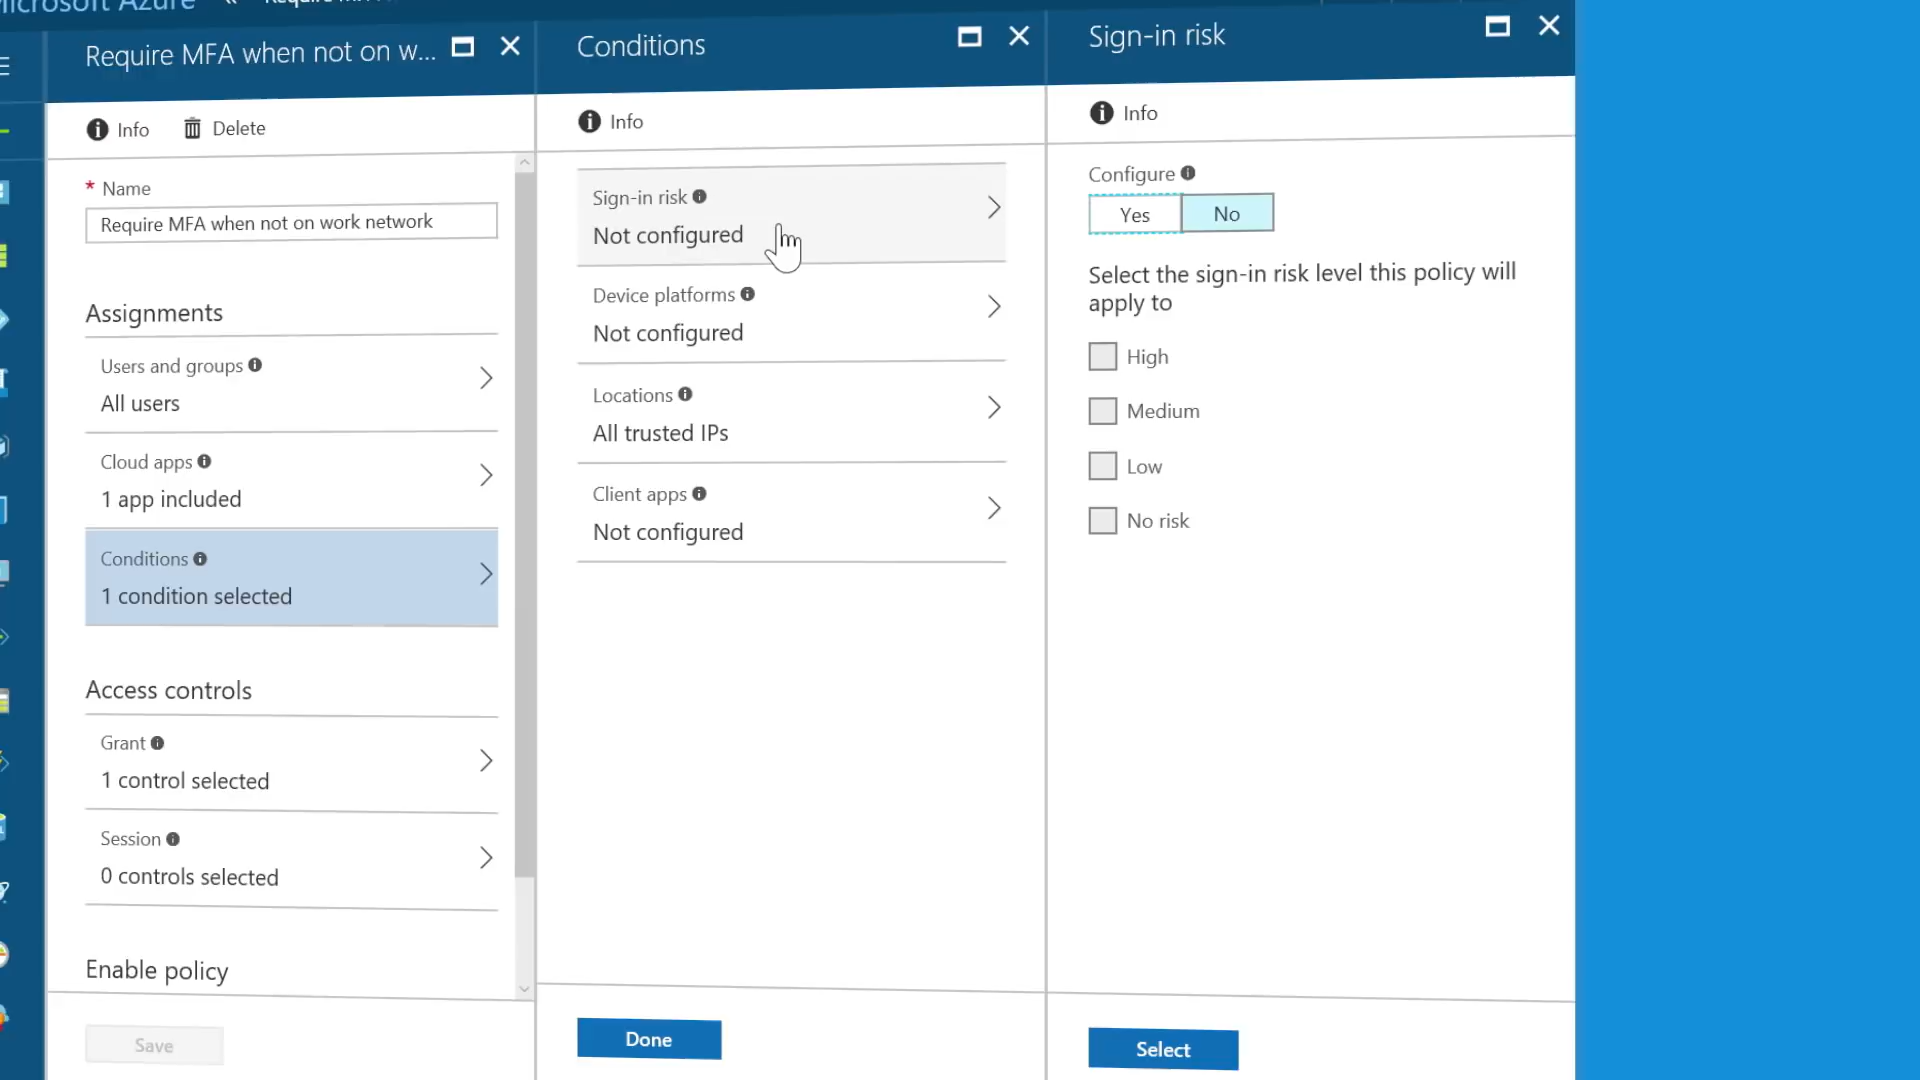 Microsoft Azure
Require MFA
Require MFA when not on w...
Info
Delete
* Name
Require MFA when not on work network
Assignments
Users and groups
All users
Cloud apps
1 app included
Conditions
1 condition selected
Access controls
Grant
1 control selected
Session
0 controls selected
Enable policy
Save
Conditions
Info
Sign-in risk
Not configured
Device platforms
Not configured
Locations
All trusted IPs
Client apps
Not configured
Done
Sign-in risk
Info
Configure
Yes
No
Select the sign-in risk level this policy will
apply to
High
Medium
Low
No risk
Select